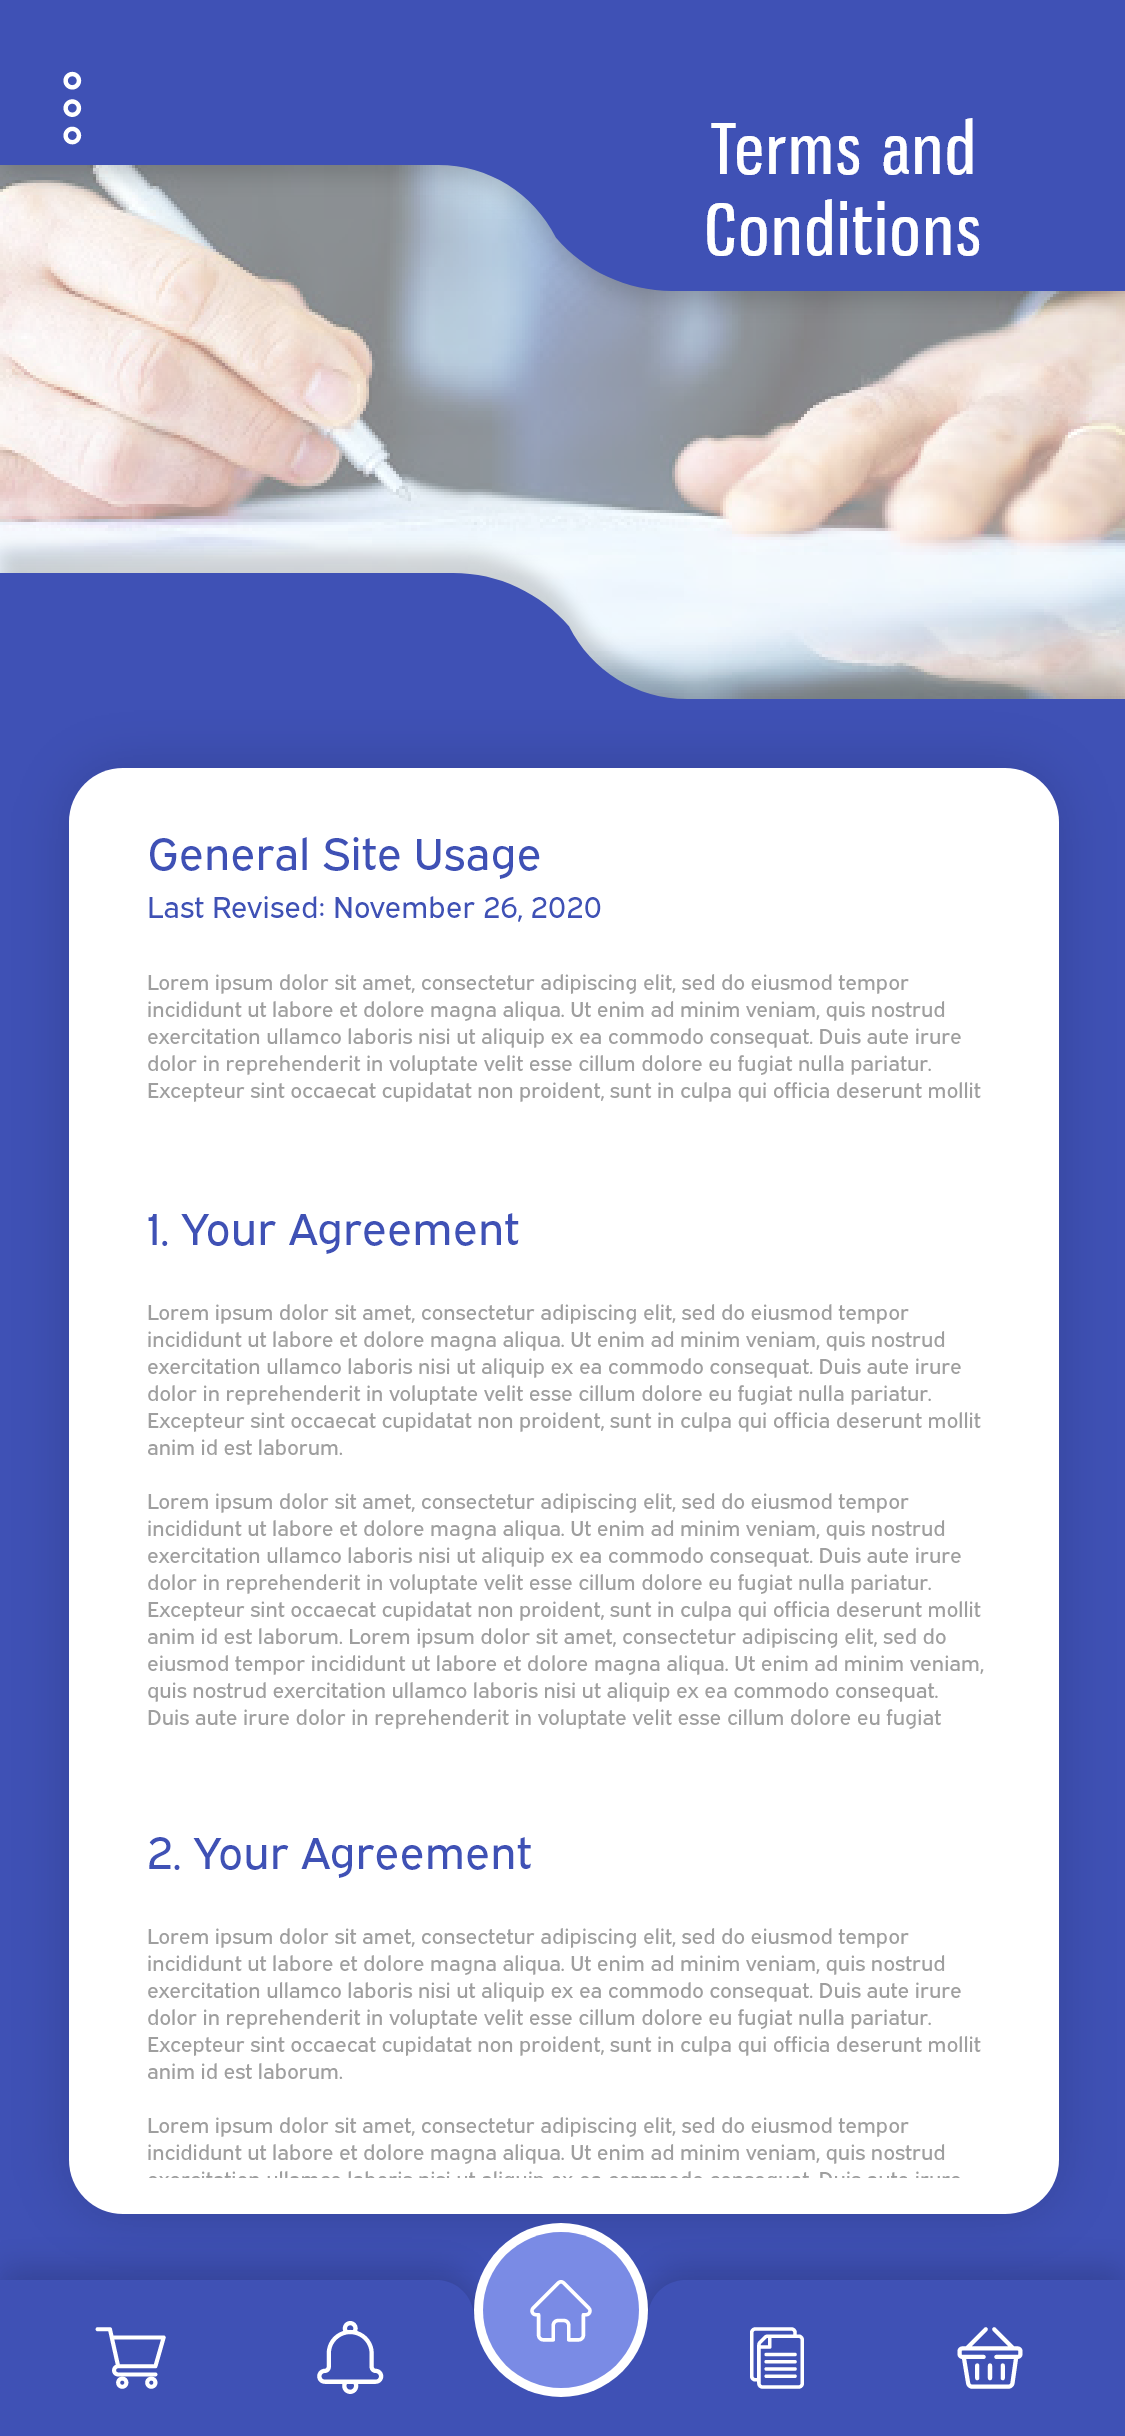 Terms and
Conditions
General Site Usage
Last Revised: November 26, 2020
Lorem ipsum dolor sit amet, consectetur adipiscing elit, sed do eiusmod tempor
incididunt ut labore et dolore magna aliqua. Ut enim ad minim veniam, quis nostrud
exercitation ullamco laboris nisi ut aliquip ex ea commodo consequat. Duis aute irure
dolor in reprehenderit in voluptate velit esse cillum dolore eu fugiat nulla pariatur.
Excepteur sint occaecat cupidatat non proident, sunt in culpa qui officia deserunt mollit
1. Your Agreement
Lorem ipsum dolor sit amet, consectetur adipiscing elit, sed do eiusmod tempor
incididunt ut labore et dolore magna aliqua. Ut enim ad minim veniam, quis nostrud
exercitation ullamco laboris nisi ut aliquip ex ea commodo consequat. Duis aute irure
dolor in reprehenderit in voluptate velit esse cillum dolore eu fugiat nulla pariatur.
Excepteur sint occaecat cupidatat non proident, sunt in culpa qui officia deserunt mollit
anim id est laborum.
Lorem ipsum dolor sit amet, consectetur adipiscing elit, sed do eiusmod tempor
incididunt ut labore et dolore magna aliqua. Ut enim ad minim veniam, quis nostrud
exercitation ullamco laboris nisi ut aliquip ex ea commodo consequat. Duis aute irure
dolor in reprehenderit in voluptate velit esse cillum dolore eu fugiat nulla pariatur.
Excepteur sint occaecat cupidatat non proident, sunt in culpa qui officia deserunt mollit
anim id est laborum. Lorem ipsum dolor sit amet, consectetur adipiscing elit, sed do
eiusmod tempor incididunt ut labore et dolore magna aliqua. Ut enim ad minim veniam,
quis nostrud exercitation ullamco laboris nisi ut aliquip ex ea commodo consequat.
Duis aute irure dolor in reprehenderit in voluptate velit esse cillum dolore eu fugiat
2. Your Agreement
Lorem ipsum dolor sit amet, consectetur adipiscing elit, sed do eiusmod tempor
incididunt ut labore et dolore magna aliqua. Ut enim ad minim veniam, quis nostrud
exercitation ullamco laboris nisi ut aliquip ex ea commodo consequat. Duis aute irure
dolor in reprehenderit in voluptate velit esse cillum dolore eu fugiat nulla pariatur.
Excepteur sint occaecat cupidatat non proident, sunt in culpa qui officia deserunt mollit
anim id est laborum.
Lorem ipsum dolor sit amet, consectetur adipiscing elit, sed do eiusmod tempor
incididunt ut labore et dolore magna aliqua. Ut enim ad minim veniam, quis nostrud